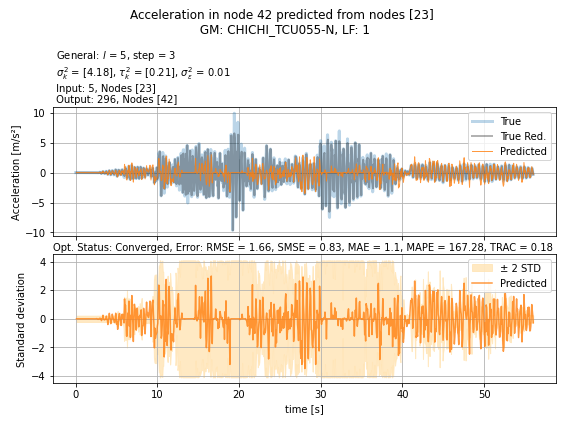 Acceleration in node 42 predicted from nodes [23]
GM: CHICHI_TCU055-N, LF: 1
General: l = 5, step = 3
σ²ₖ = [4.18], τ²ₖ = [0.21], σ²ε = 0.01
Input: 5, Nodes [23]
Output: 296, Nodes [42]
Acceleration [m/s²]
10
5
0
−5
−10
True
True Red.
Predicted
Opt. Status: Converged, Error: RMSE = 1.66, SMSE = 0.83, MAE = 1.1, MAPE = 167.28, TRAC = 0.18
Standard deviation
4
2
0
−2
−4
± 2 STD
Predicted
0 10 20 30 40 50
time [s]